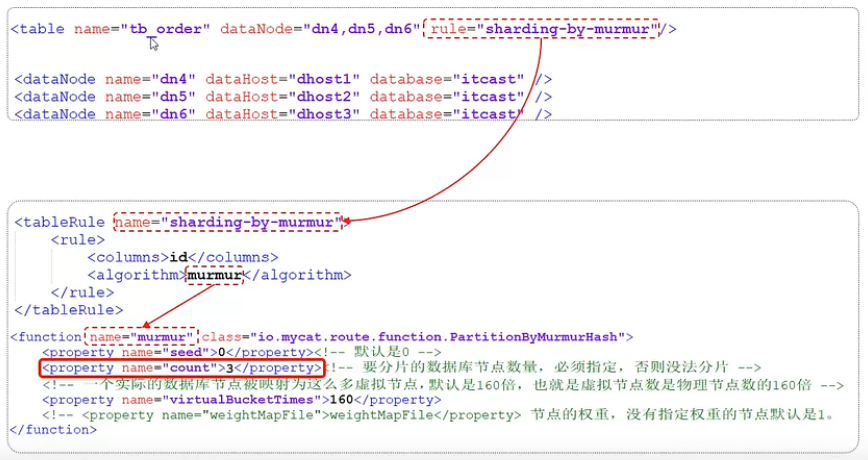 <table name="tb_order" dataNode="dn4,dn5,dn6" rule="sharding-by-murmur"/>
<dataNode name="dn4" dataHost="dhost1" database="itcast" />
<dataNode name="dn5" dataHost="dhost2" database="itcast" />
<dataNode name="dn6" dataHost="dhost3" database="itcast" />
<tableRule name="sharding-by-murmur">
<rule>
<columns>id</columns>
<algorithm>murmur</algorithm>
</rule>
</tableRule>
<function name="murmur" class="io.mycat.route.function.PartitionByMurmurHash">
<property name="seed">0</property><!-- 默认是0 -->
<property name="count">3</property><!-- 要分片的数据库节点数量，必须指定，否则没法分片 -->
<!-- 一个实际的数据库节点被映射为这么多虚拟节点，默认是160倍，也就是虚拟节点数是物理节点数的160倍 -->
<property name="virtualBucketTimes">160</property>
<!-- <property name="weightMapFile">weightMapFile</property> 节点的权重，没有指定权重的节点默认是1。
</function>